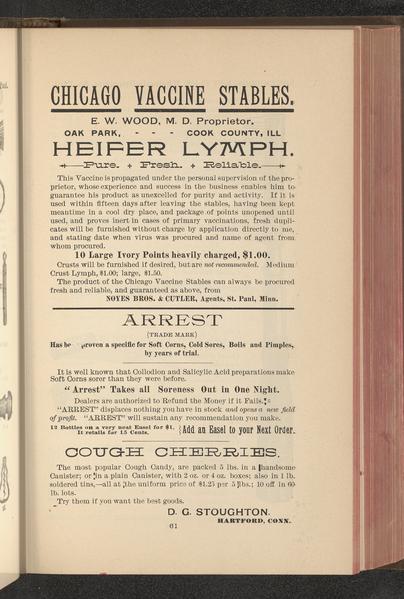 CHICAGO VACCINE STABLES.
E. W. WOOD, M. D. Proprietor.
OAK PARK, - - - COOK COUNTY, ILL
HEIFER LYMPH.
Pure. + Fresh. + Reliable.
This Vaccine is propagated under the personal supervision of the pro-
prietor, whose experience and success in the business enables him to
guarantee his product as unexcelled for purity and activity. If it is
used within fifteen days after leaving the stables, having been kept
meantime in a cool dry place, and package of points unopened until
used, and proves inert in cases of primary vaccinations, fresh dupli-
cates will be furnished without charge by application directly to me,
and stating date when virus was procured and name of agent from
whom procured.
10 Large Ivory Points heavily charged, $1.00.
Crusts will be furnished if desired, but are not recommended. Medium
Crust Lymph, $1.00; large, $1.50.
The product of the Chicago Vaccine Stables can always be procured
fresh and reliable, and guaranteed as above, from
NOYES BROS. & CUTLER, Agents, St. Paul, Minn.
ARREST
(TRADE MARK)
Has be roven a specific for Soft Corns, Cold Sores, Boils and Pimples,
by years of trial.
It is well known that Collodion and Salicylic Acid preparations make
Soft Corns sorer than they were before.
"Arrest" Takes all Soreness Out in One Night.
Dealers are authorized to Refund the Money if it Fails.
"ARREST" displaces nothing you have in stock and opens a new field
of profit. "ARREST" will sustain any recommendation you make.
12 Bottles on a very neat Easel for $1.
It retails for 15 Cents.
Add an Easel to your Next Order.
COUGH CHERRIES.
The most popular Cough Candy, are packed 5 lbs. in a handsome
Canister; or in a plain Canister, with 2 oz. or 4 oz. boxes; also in 1 lb.
soldered tins,—all at the uniform price of $1.25 per 5 lbs.; 10 off in 60
lb. lots.
Try them if you want the best goods.
D. G. STOUGHTON.
HARTFORD, CONN.
61